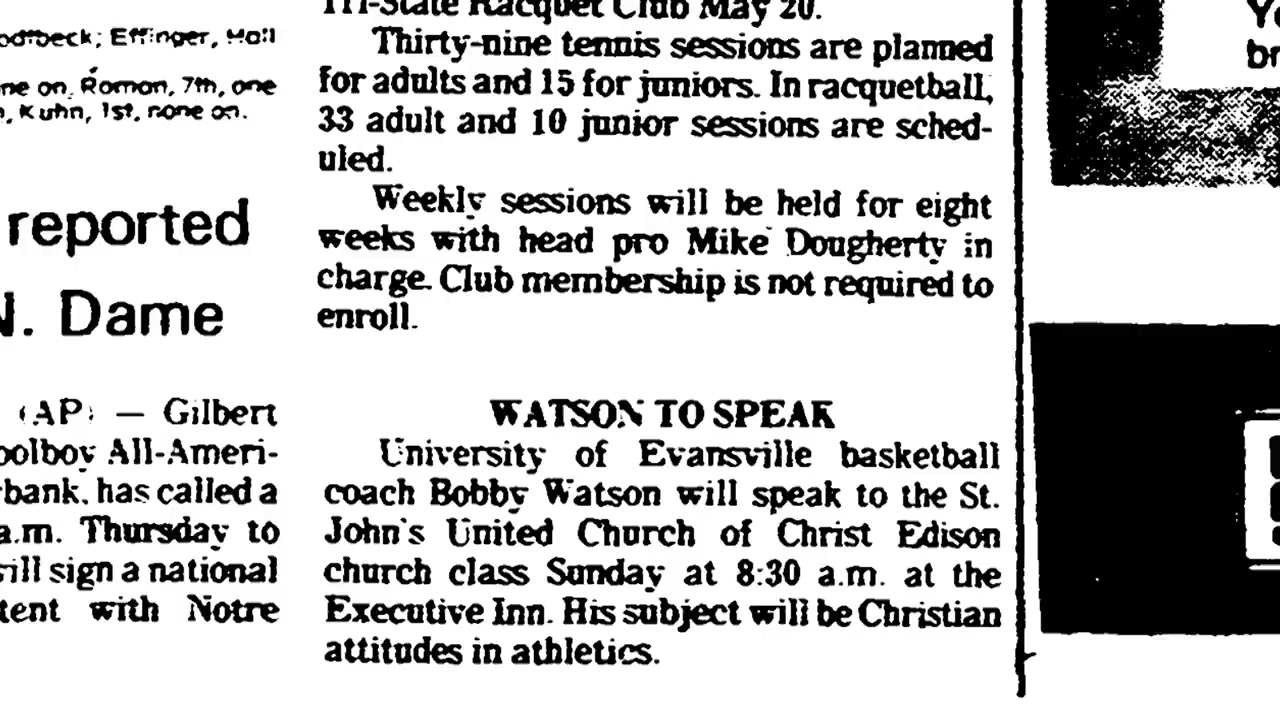 Effinger, Hall
ne on. Roman, 7th, one
Kuhn, 1st, none on.
reported
N. Dame
(AP) — Gilbert
oolboy All-Ameri-
bank, has called a
a.m. Thursday to
ill sign a national
tent with Notre
Tri-State Racquet Club May 20.
Thirty-nine tennis sessions are planned
for adults and 15 for juniors. In racquetball,
33 adult and 10 junior sessions are sched-
uled.
Weekly sessions will be held for eight
weeks with head pro Mike Dougherty in
charge. Club membership is not required to
enroll.
WATSON TO SPEAK
University of Evansville basketball
coach Bobby Watson will speak to the St.
John's United Church of Christ Edison
church class Sunday at 8:30 a.m. at the
Executive Inn. His subject will be Christian
attitudes in athletics.